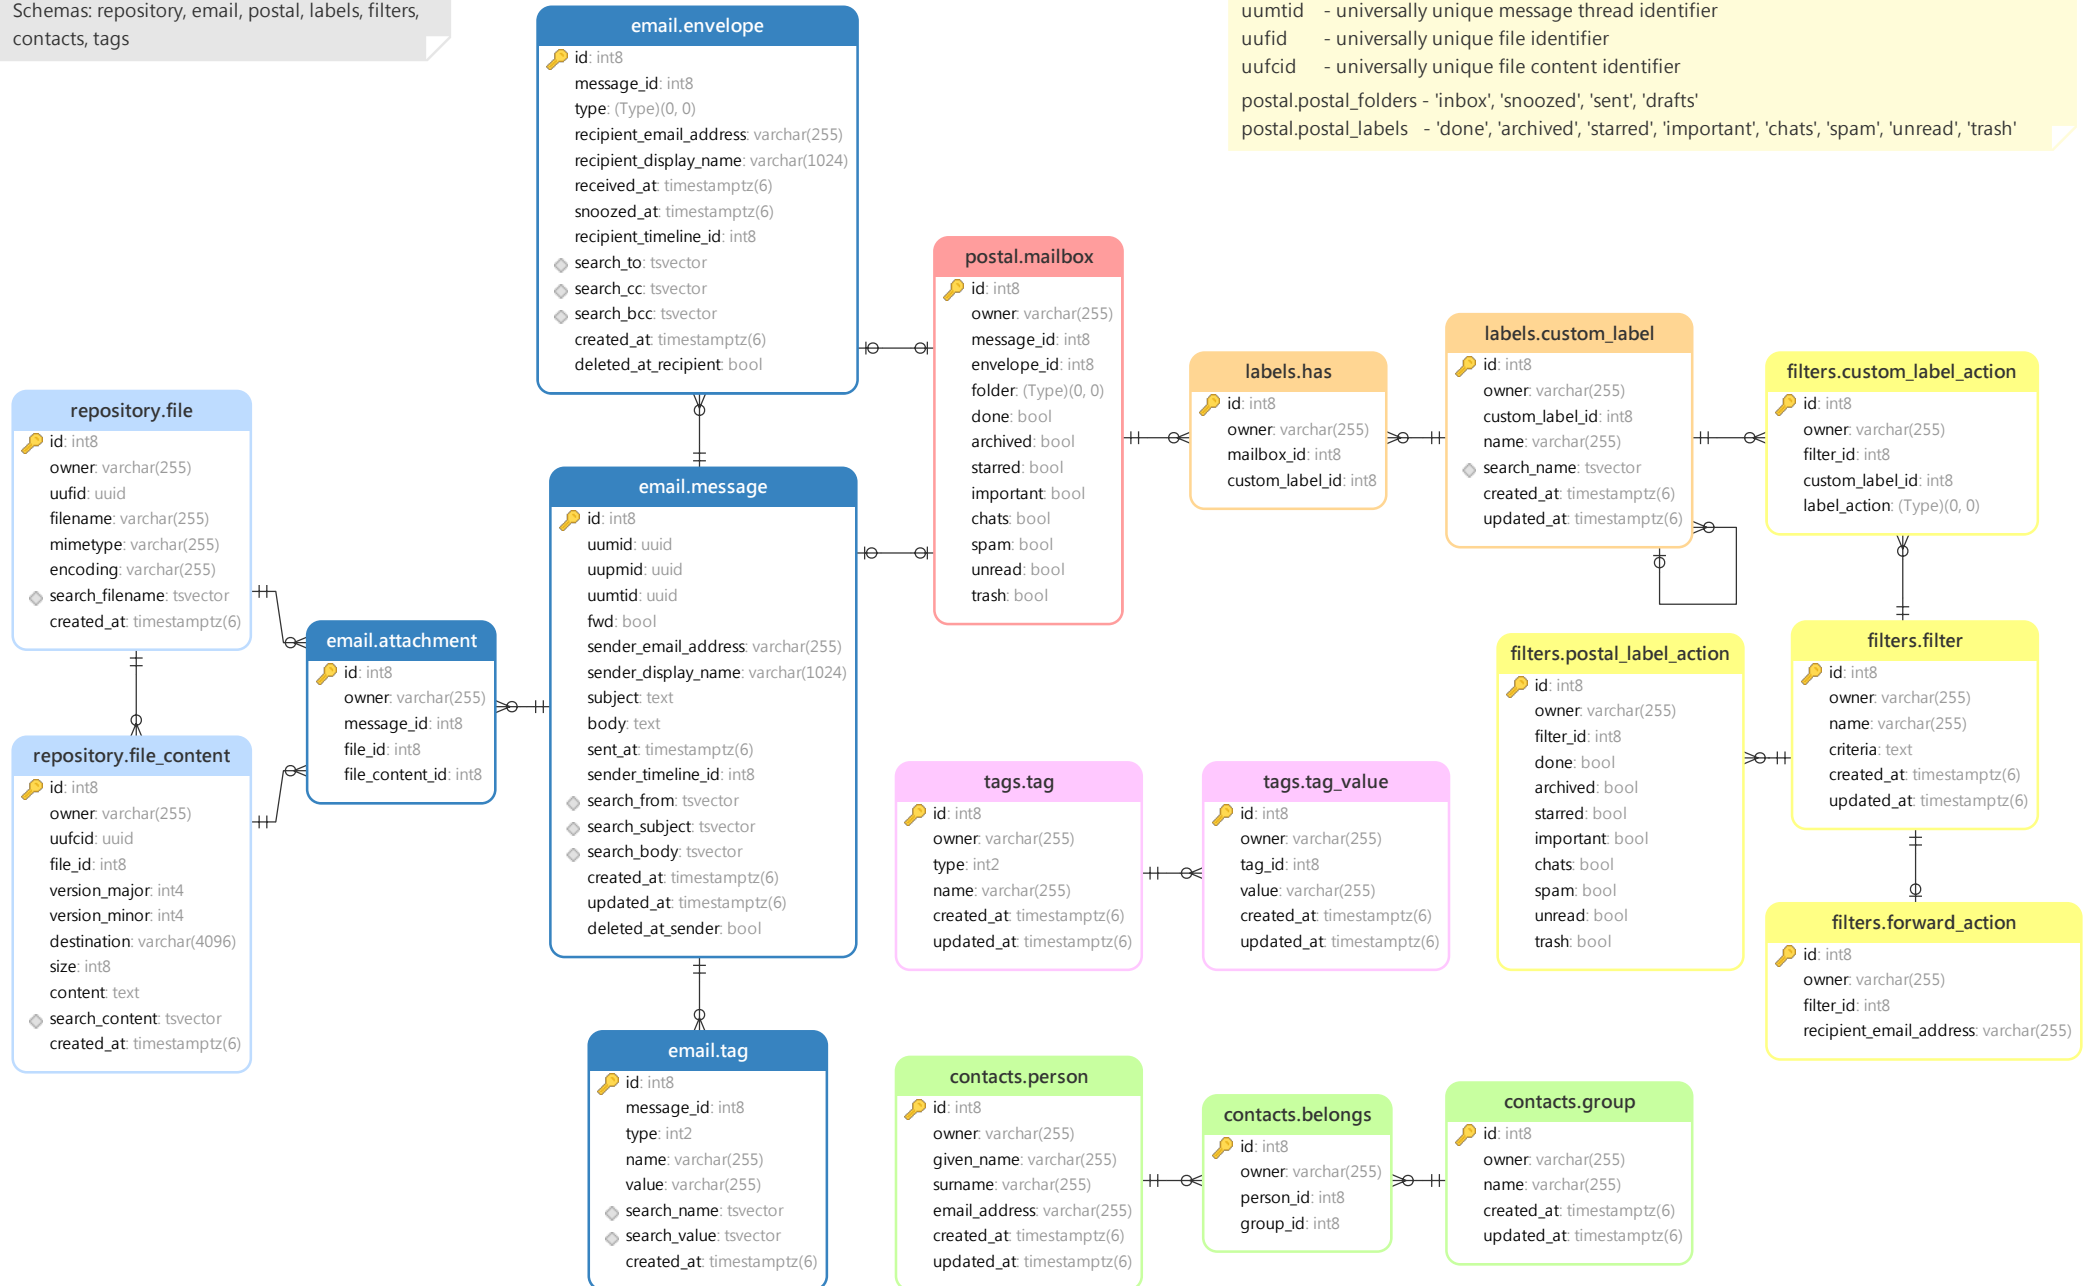 Schemas: repository, email, postal, labels, filters,
contacts, tags
uumtid - universally unique message thread identifier
uufid - universally unique file identifier
uufcid - universally unique file content identifier
postal.postal_folders - 'inbox', 'snoozed', 'sent', 'drafts'
postal.postal_labels - 'done', 'archived', 'starred', 'important', 'chats', 'spam', 'unread', 'trash'
email.envelope
id: int8
message_id: int8
type: (Type)(0, 0)
recipient_email_address: varchar(255)
recipient_display_name: varchar(1024)
received_at: timestamptz(6)
snoozed_at: timestamptz(6)
recipient_timeline_id: int8
search_to: tsvector
search_cc: tsvector
search_bcc: tsvector
created_at: timestamptz(6)
deleted_at_recipient: bool
postal.mailbox
id: int8
owner: varchar(255)
message_id: int8
envelope_id: int8
folder: (Type)(0, 0)
done: bool
archived: bool
starred: bool
important: bool
chats: bool
spam: bool
unread: bool
trash: bool
labels.has
id: int8
owner: varchar(255)
mailbox_id: int8
custom_label_id: int8
labels.custom_label
id: int8
owner: varchar(255)
custom_label_id: int8
name: varchar(255)
search_name: tsvector
created_at: timestamptz(6)
updated_at: timestamptz(6)
filters.custom_label_action
id: int8
owner: varchar(255)
filter_id: int8
custom_label_id: int8
label_action: (Type)(0, 0)
repository.file
id: int8
owner: varchar(255)
uufid: uuid
filename: varchar(255)
mimetype: varchar(255)
encoding: varchar(255)
search_filename: tsvector
created_at: timestamptz(6)
email.attachment
id: int8
owner: varchar(255)
message_id: int8
file_id: int8
file_content_id: int8
email.message
id: int8
uumid: uuid
uupmid: uuid
uumtid: uuid
fwd: bool
sender_email_address: varchar(255)
sender_display_name: varchar(1024)
subject: text
body: text
sent_at: timestamptz(6)
sender_timeline_id: int8
search_from: tsvector
search_subject: tsvector
search_body: tsvector
created_at: timestamptz(6)
updated_at: timestamptz(6)
deleted_at_sender: bool
filters.postal_label_action
id: int8
owner: varchar(255)
filter_id: int8
done: bool
archived: bool
starred: bool
important: bool
chats: bool
spam: bool
unread: bool
trash: bool
filters.filter
id: int8
owner: varchar(255)
name: varchar(255)
criteria: text
created_at: timestamptz(6)
updated_at: timestamptz(6)
repository.file_content
id: int8
owner: varchar(255)
uufcid: uuid
file_id: int8
version_major: int4
version_minor: int4
destination: varchar(4096)
size: int8
content: text
search_content: tsvector
created_at: timestamptz(6)
tags.tag
id: int8
owner: varchar(255)
type: int2
name: varchar(255)
created_at: timestamptz(6)
updated_at: timestamptz(6)
tags.tag_value
id: int8
owner: varchar(255)
tag_id: int8
value: varchar(255)
created_at: timestamptz(6)
updated_at: timestamptz(6)
filters.forward_action
id: int8
owner: varchar(255)
filter_id: int8
recipient_email_address: varchar(255)
email.tag
id: int8
message_id: int8
type: int2
name: varchar(255)
value: varchar(255)
search_name: tsvector
search_value: tsvector
created_at: timestamptz(6)
contacts.person
id: int8
owner: varchar(255)
given_name: varchar(255)
surname: varchar(255)
email_address: varchar(255)
created_at: timestamptz(6)
updated_at: timestamptz(6)
contacts.belongs
id: int8
owner: varchar(255)
person_id: int8
group_id: int8
contacts.group
id: int8
owner: varchar(255)
name: varchar(255)
created_at: timestamptz(6)
updated_at: timestamptz(6)